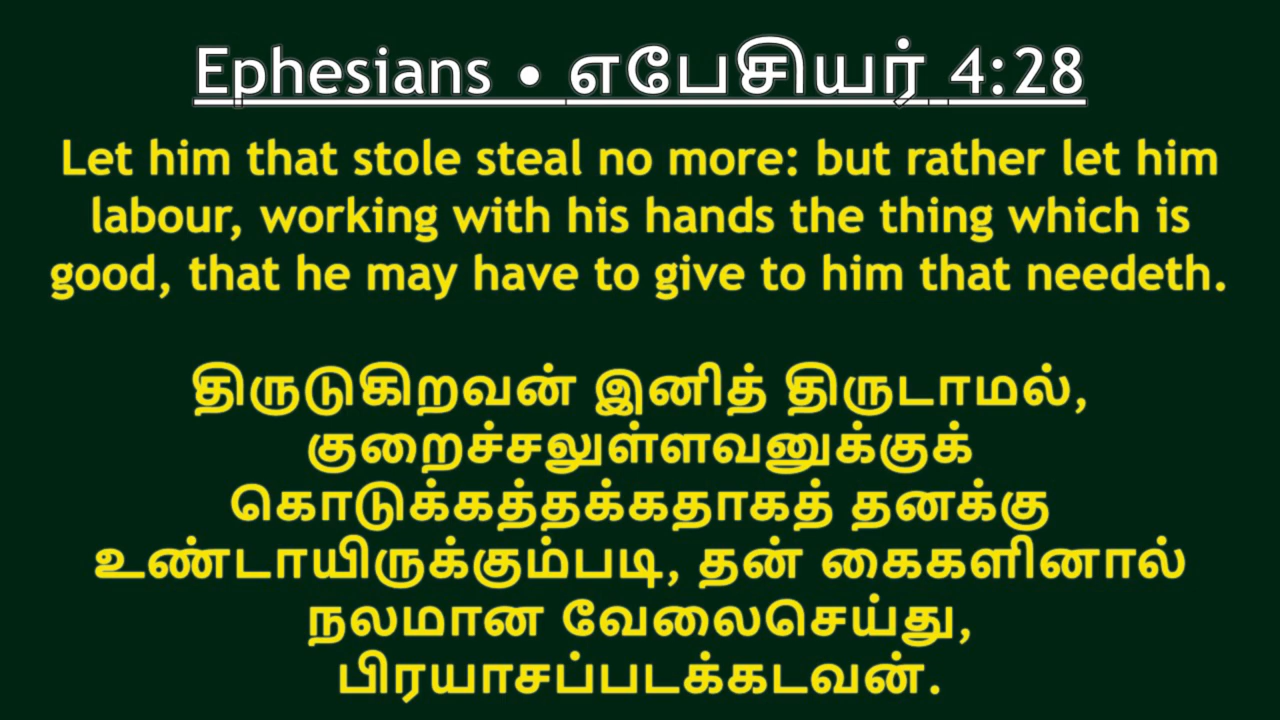 Ephesians • எபேசியர் 4:28
Let him that stole steal no more: but rather let him
labour, working with his hands the thing which is
good, that he may have to give to him that needeth.
திருடுகிறவன் இனித் திருடாமல்,
குறைச்சலுள்ளவனுக்குக்
கொடுக்கத்தக்கதாகத் தனக்கு
உண்டாயிருக்கும்படி, தன் கைகளினால்
நலமான வேலைசெய்து,
பிரயாசப்படக்கடவன்.